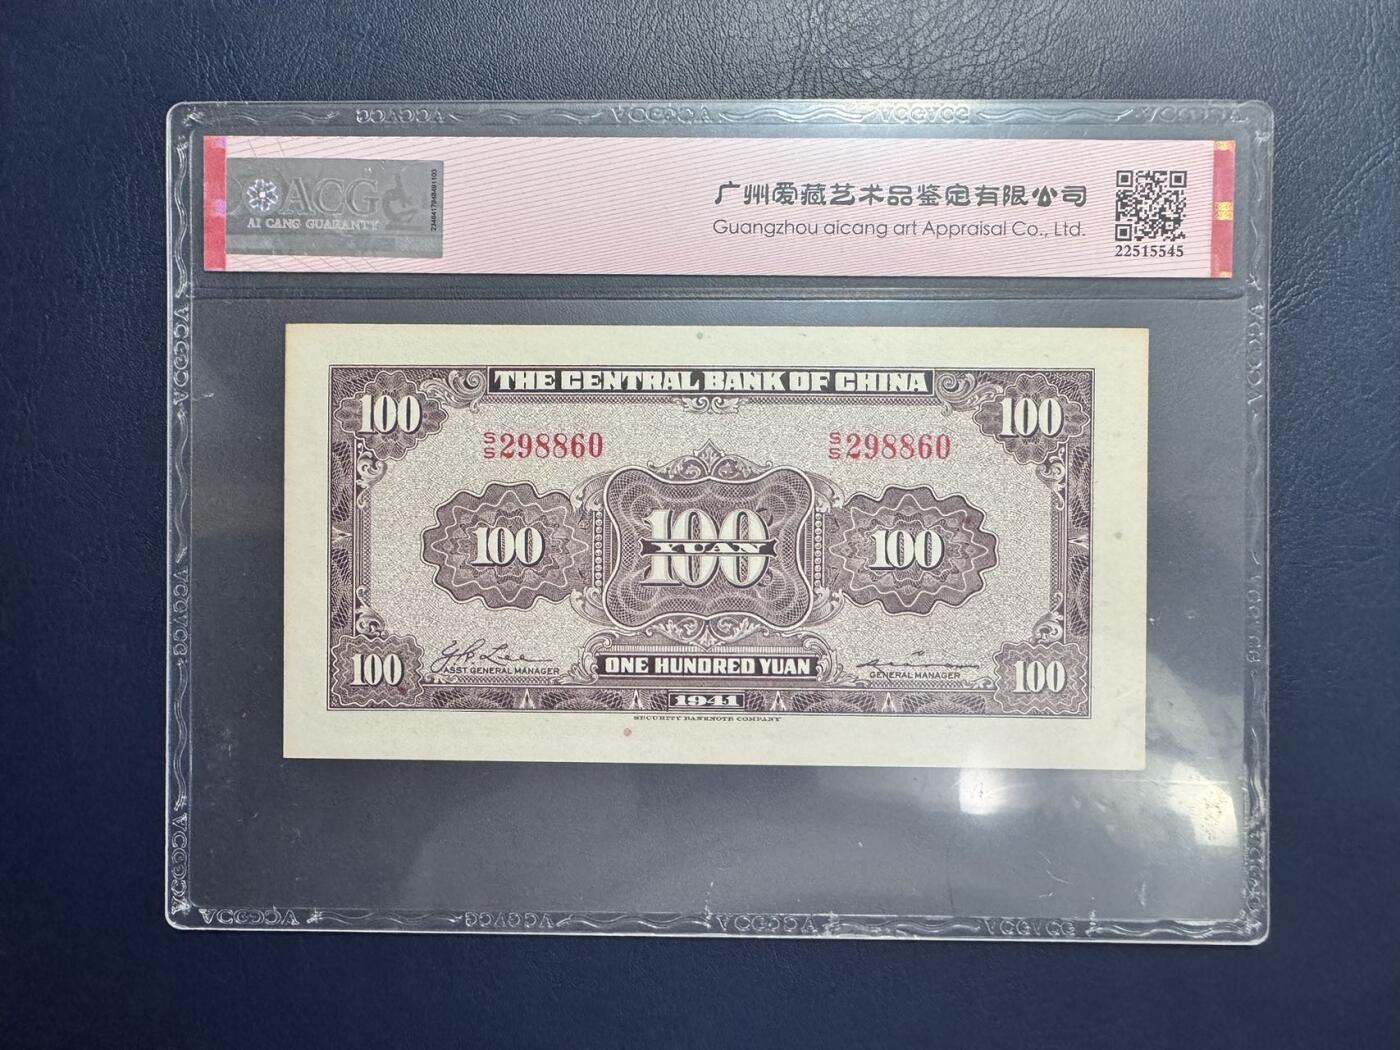 ACG
AI CANG GUARANTY
广州爱藏艺术品鉴定有限公司
Guangzhou aicang art Appraisal Co., Ltd.
22515545
THE CENTRAL BANK OF CHINA
100 100
S/S 298860 S/S 298860
100 100 YUAN 100 100
ASST GENERAL MANAGER
GENERAL MANAGER
100 ONE HUNDRED YUAN 100
1941
SECURITY BANKNOTE COMPANY